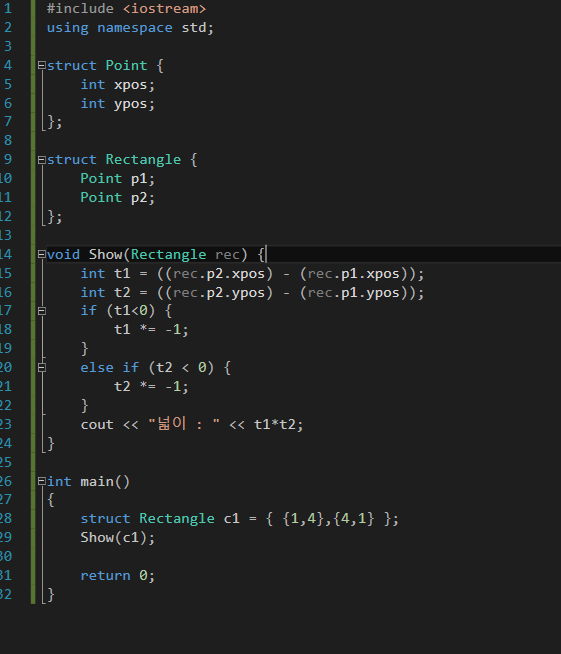 1 #include <iostream>
2 using namespace std;
3
4 struct Point {
5     int xpos;
6     int ypos;
7 };
8
9 struct Rectangle {
10     Point p1;
11     Point p2;
12 };
13
14 void Show(Rectangle rec) {
15     int t1 = ((rec.p2.xpos) - (rec.p1.xpos));
16     int t2 = ((rec.p2.ypos) - (rec.p1.ypos));
17     if (t1<0) {
18         t1 *= -1;
19     }
20     else if (t2 < 0) {
21         t2 *= -1;
22     }
23     cout << "넓이 : " << t1*t2;
24 }
25
26 int main()
27 {
28     struct Rectangle c1 = { {1,4},{4,1} };
29     Show(c1);
30
31     return 0;
32 }